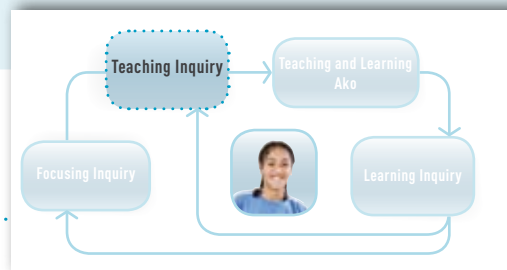 Teaching Inquiry
Teaching and Learning
Ako
Focusing Inquiry
Learning Inquiry